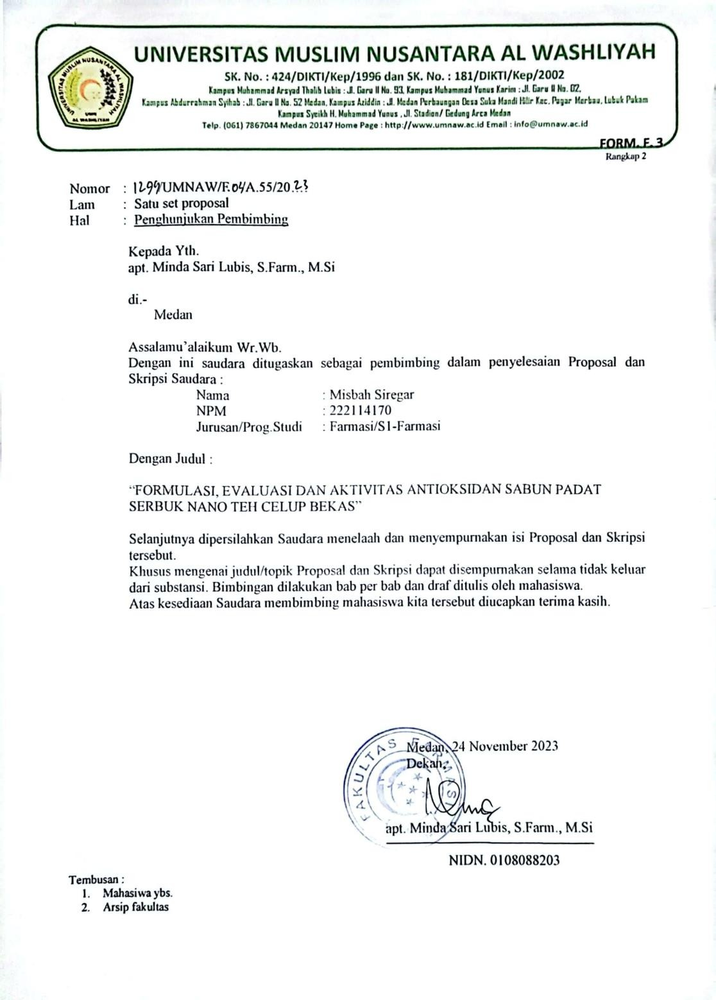 UNIVERSITAS MUSLIM NUSANTARA AL WASHLIYAH
SK. No. : 424/DIKTI/Kep/1996 dan SK. No. : 181/DIKTI/Kep/2002
Kampus Muhammad Arsyad Thalib Lubis : Jl. Garu II No. 93, Kampus Muhammad Yunus Karim : Jl. Garu II No. 02,
Kampus Abdurrahman Syihab : Jl. Garu II No. 52 Medan, Kampus Aziddin : Jl. Medan Perbaungan Desa Suka Mandi Hilir Kec. Pagar Merbau, Lubuk Pakam
Kampus Syeikh H. Muhammad Yunus , Jl. Stadion/ Gedung Arca Medan
Telp. (061) 7867044 Medan 20147 Home Page : http://www.umnaw.ac.id Email : info@umnaw.ac.id
UNIVERSITAS MUSLIM NUSANTARA AL WASHLIYAH
UMN
AL WASHLIYAH
FORM. F. 3
Rangkap 2
Nomor : 1299/UMNAW/F.04/A.55/2023
Lam : Satu set proposal
Hal : Penghunjukan Pembimbing
Kepada Yth.
apt. Minda Sari Lubis, S.Farm., M.Si
di.-
Medan
Assalamu’alaikum Wr.Wb.
Dengan ini saudara ditugaskan sebagai pembimbing dalam penyelesaian Proposal dan
Skripsi Saudara :
Nama : Misbah Siregar
NPM : 222114170
Jurusan/Prog.Studi : Farmasi/S1-Farmasi
Dengan Judul :
“FORMULASI, EVALUASI DAN AKTIVITAS ANTIOKSIDAN SABUN PADAT
SERBUK NANO TEH CELUP BEKAS”
Selanjutnya dipersilahkan Saudara menelaah dan menyempurnakan isi Proposal dan Skripsi
tersebut.
Khusus mengenai judul/topik Proposal dan Skripsi dapat disempurnakan selama tidak keluar
dari substansi. Bimbingan dilakukan bab per bab dan draf ditulis oleh mahasiswa.
Atas kesediaan Saudara membimbing mahasiswa kita tersebut diucapkan terima kasih.
Medan, 24 November 2023
Dekan,
FAKULTAS FARMASI
apt. Minda Sari Lubis, S.Farm., M.Si
NIDN. 0108088203
Tembusan :
1. Mahasiwa ybs.
2. Arsip fakultas